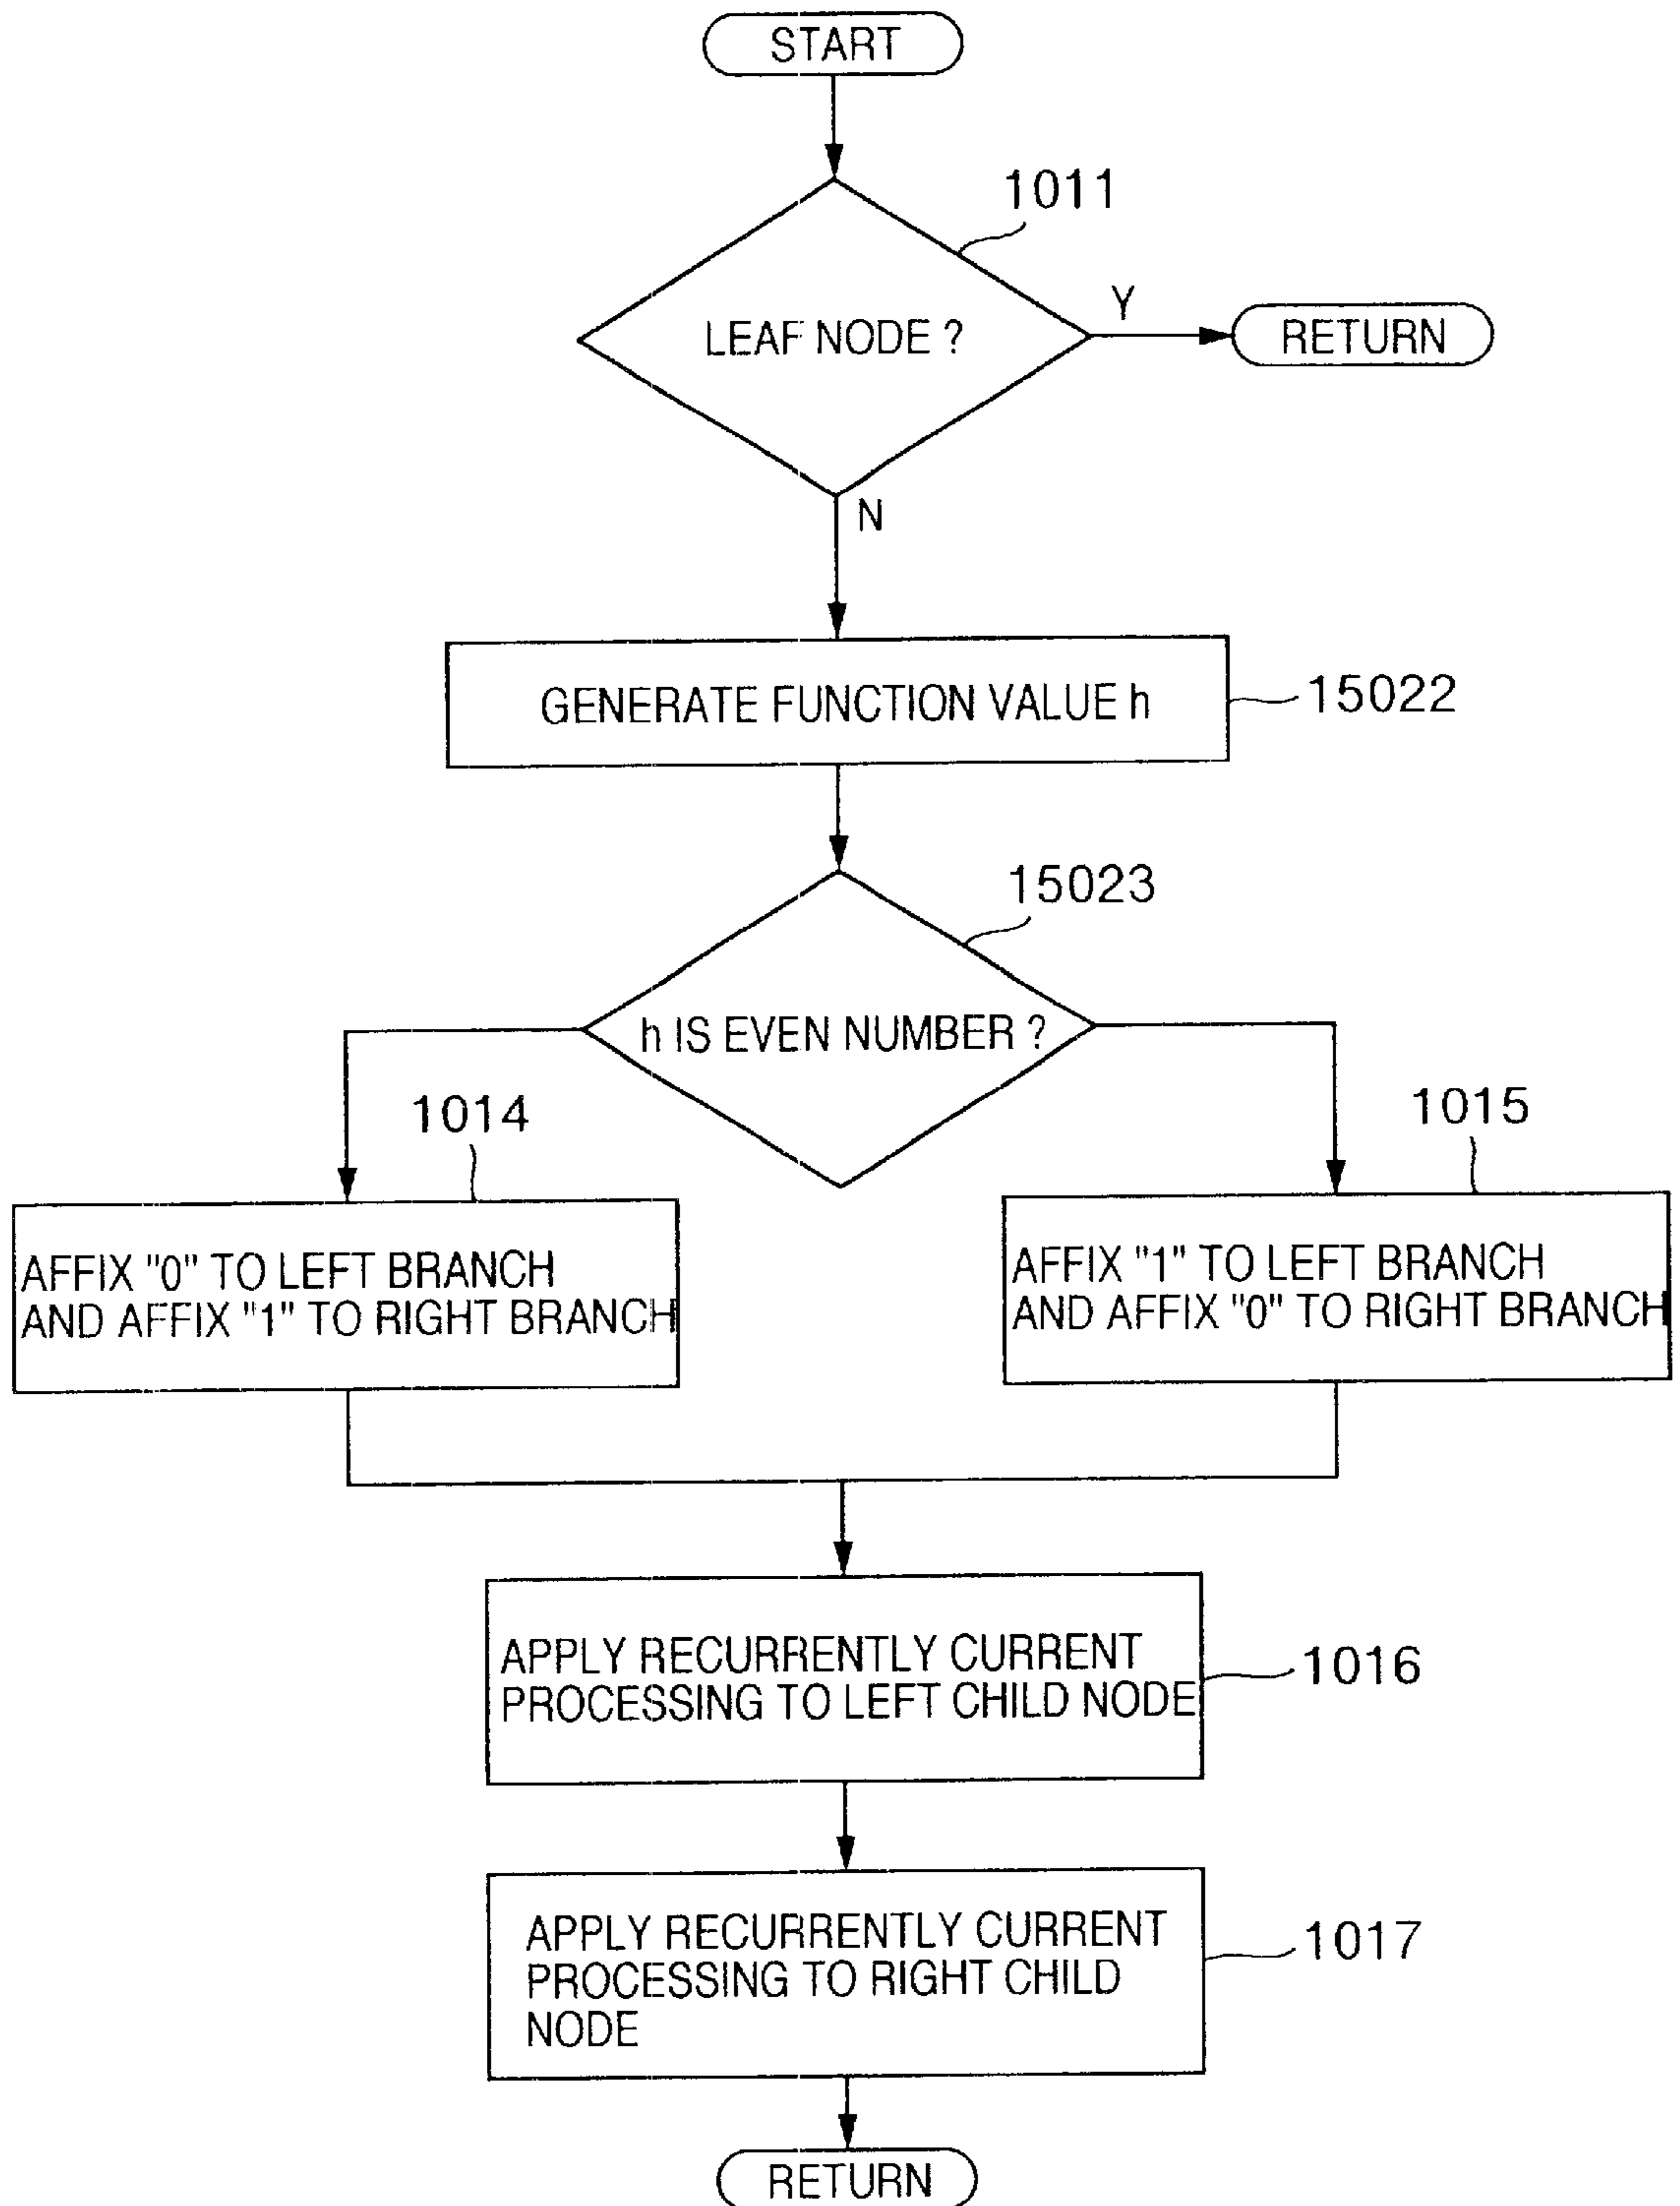 START
1011
LEAF NODE ?
Y
RETURN
N
GENERATE FUNCTION VALUE h
15022
15023
h IS EVEN NUMBER ?
1014
1015
AFFIX "0" TO LEFT BRANCH
AND AFFIX "1" TO RIGHT BRANCH
AFFIX "1" TO LEFT BRANCH
AND AFFIX "0" TO RIGHT BRANCH
APPLY RECURRENTLY CURRENT
PROCESSING TO LEFT CHILD NODE
1016
APPLY RECURRENTLY CURRENT
PROCESSING TO RIGHT CHILD
NODE
1017
RETURN